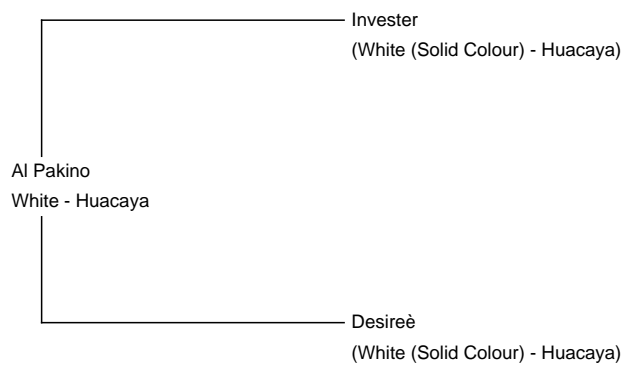 Invester
(White (Solid Colour) - Huacaya)
Al Pakino
White - Huacaya
Desireè
(White (Solid Colour) - Huacaya)